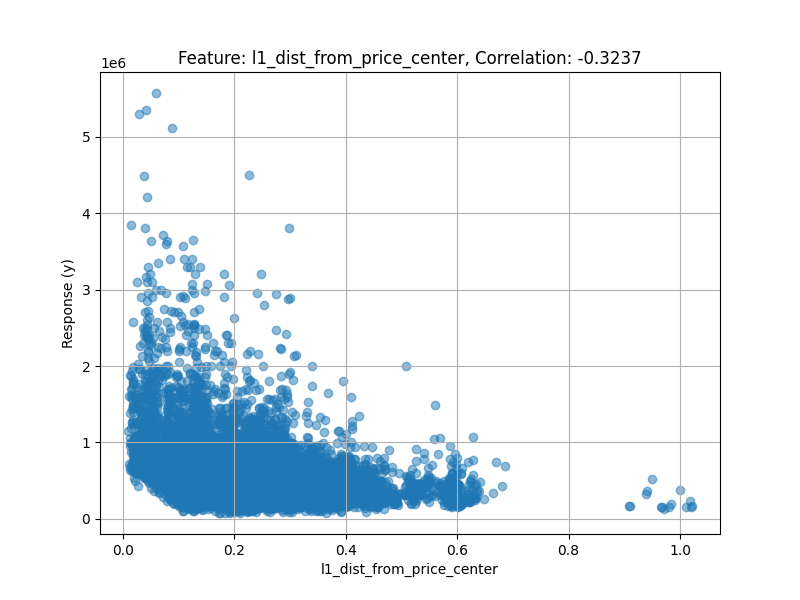 Feature: l1_dist_from_price_center, Correlation: -0.3237
1e6
5
4
3
2
1
0
Response (y)
0.0 0.2 0.4 0.6 0.8 1.0
l1_dist_from_price_center